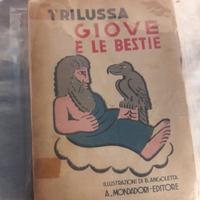 TRILUSSA
GIOVE
E LE BESTIE
ILLUSTRAZIONI DI B. ANGOLETTA
A. MONDADORI-EDITORE